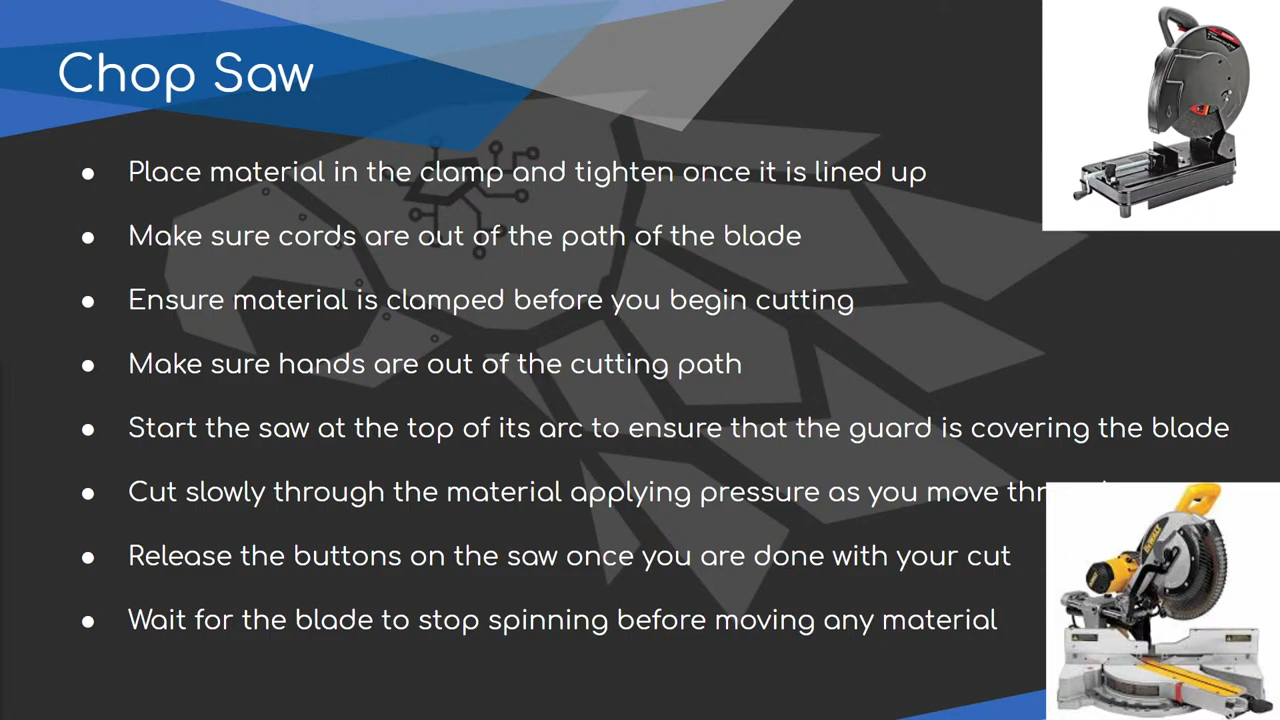 Chop Saw
● Place material in the clamp and tighten once it is lined up
● Make sure cords are out of the path of the blade
● Ensure material is clamped before you begin cutting
● Make sure hands are out of the cutting path
● Start the saw at the top of its arc to ensure that the guard is covering the blade
● Cut slowly through the material applying pressure as you move
● Release the buttons on the saw once you are done with your cut
● Wait for the blade to stop spinning before moving any material
DEWALT